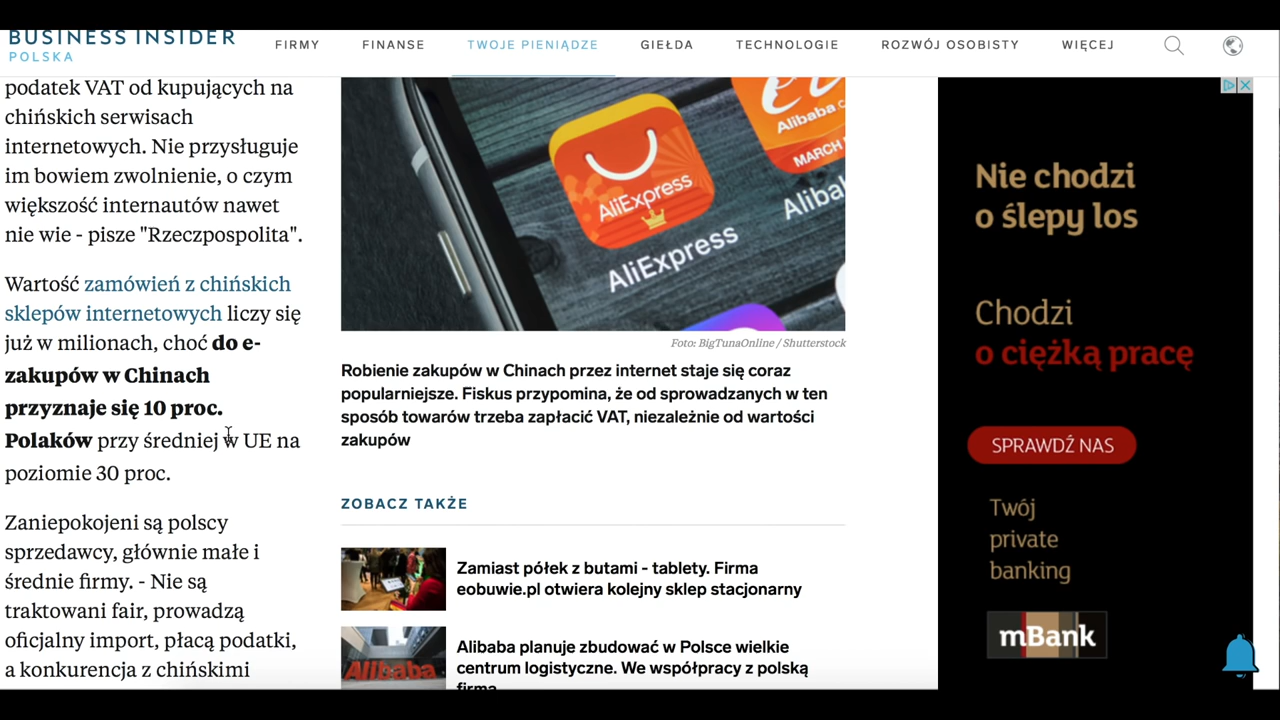 BUSINESS INSIDER
POLSKA
FIRMY
FINANSE
TWOJE PIENIĄDZE
GIEŁDA
TECHNOLOGIE
ROZWÓJ OSOBISTY
WIĘCEJ
podatek VAT od kupujących na
chińskich serwisach
internetowych. Nie przysługuje
im bowiem zwolnienie, o czym
większość internautów nawet
nie wie - pisze "Rzeczpospolita".
Wartość zamówień z chińskich
sklepów internetowych liczy się
już w milionach, choć do e-
zakupów w Chinach
przyznaje się 10 proc.
Polaków przy średniej w UE na
poziomie 30 proc.
Zaniepokojeni są polscy
sprzedawcy, głównie małe i
średnie firmy. - Nie są
traktowani fair, prowadzą
oficjalny import, płacą podatki,
a konkurencja z chińskimi
AliExpress
AliExpress
Alibaba
MARCH
Foto: BigTunaOnline / Shutterstock
Robienie zakupów w Chinach przez internet staje się coraz
popularniejsze. Fiskus przypomina, że od sprowadzanych w ten
sposób towarów trzeba zapłacić VAT, niezależnie od wartości
zakupów
ZOBACZ TAKŻE
Zamiast półek z butami - tablety. Firma
eobuwie.pl otwiera kolejny sklep stacjonarny
Alibaba
Alibaba planuje zbudować w Polsce wielkie
centrum logistyczne. We współpracy z polską
firmą
Nie chodzi
o ślepy los
Chodzi
o ciężką pracę
SPRAWDŹ NAS
Twój
private
banking
mBank